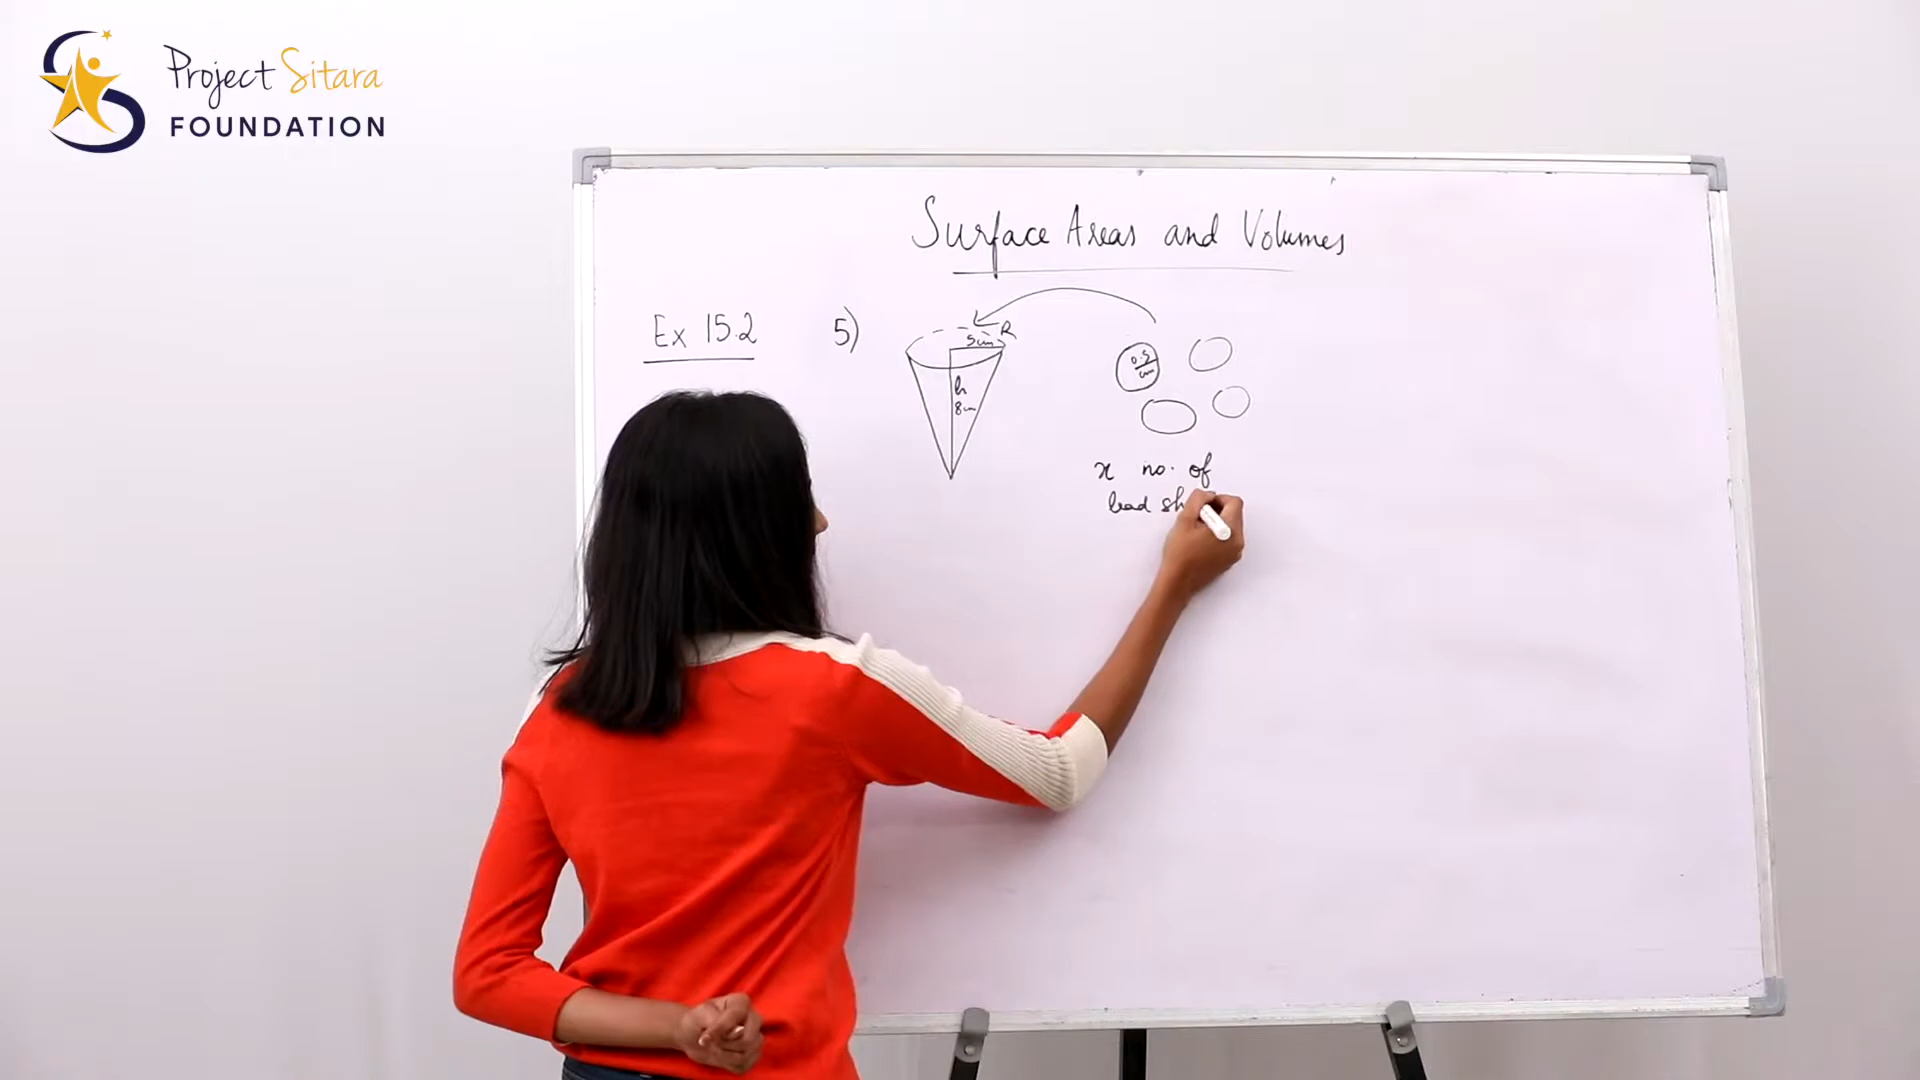 Project Sitara
FOUNDATION
Surface Areas and Volumes
Ex 15.2
5)
R
5cm
h
8cm
0.5
cm
x no. of
lead sh